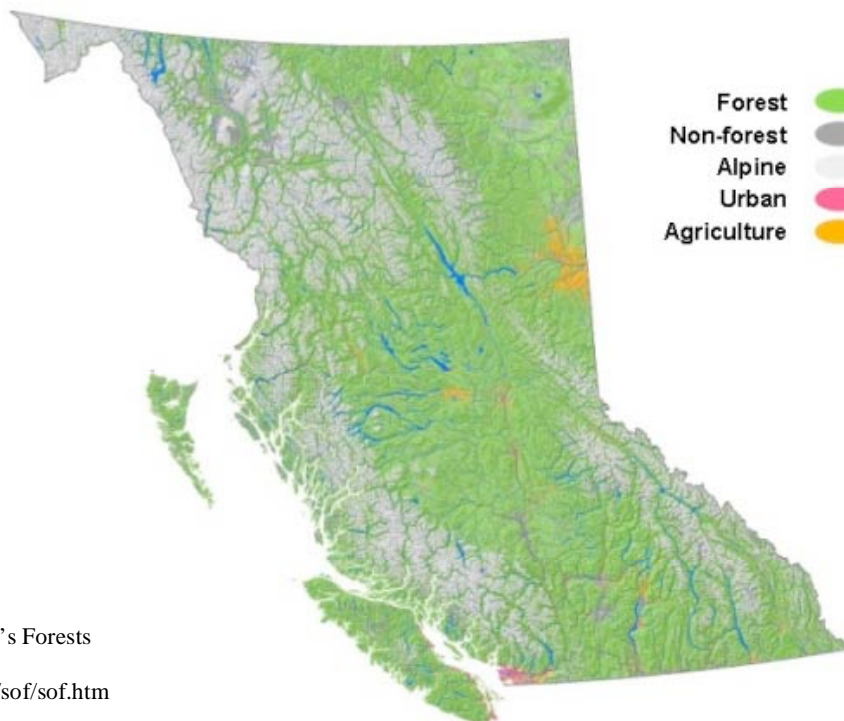 Forest
Non-forest
Alpine
Urban
Agriculture
’s Forests
/sof/sof.htm